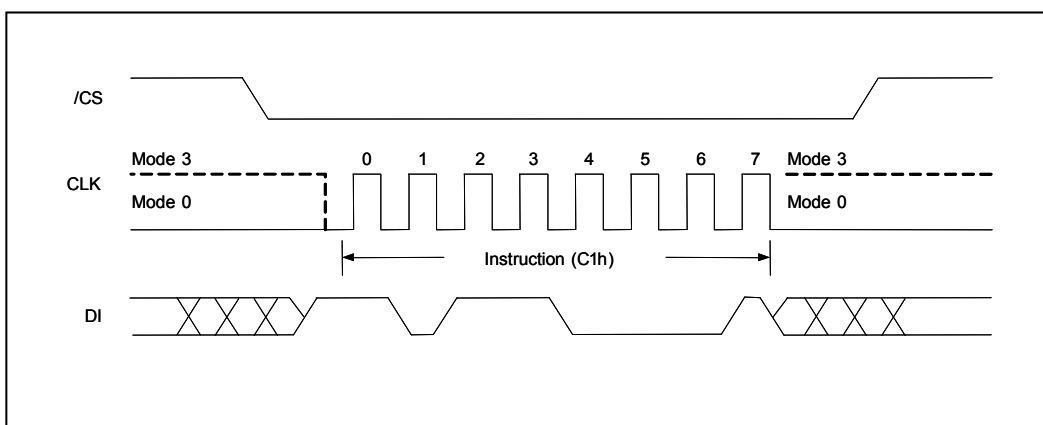 /CS
Mode 3 0 1 2 3 4 5 6 7 Mode 3
CLK
Mode 0 Mode 0
Instruction (C1h)
DI